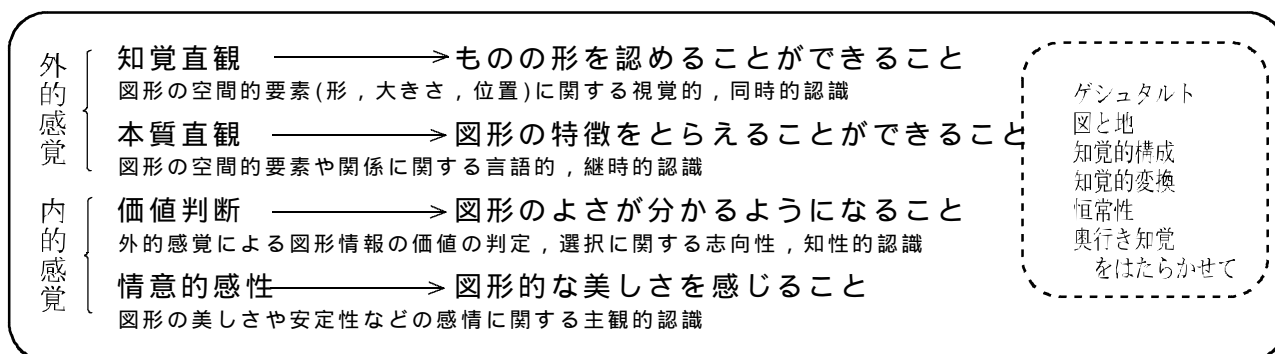 外的感覚
知覚直観 → ものの形を認めることができること
図形の空間的要素(形，大きさ，位置)に関する視覚的，同時的認識
本質直観 → 図形の特徴をとらえることができること
図形の空間的要素や関係に関する言語的，継時的認識
内的感覚
価値判断 → 図形のよさが分かるようになること
外的感覚による図形情報の価値の判定，選択に関する志向性，知性的認識
情意的感性 → 図形的な美しさを感じること
図形の美しさや安定性などの感情に関する主観的認識
ゲシュタルト
図と地
知覚的構成
知覚的変換
恒常性
奥行き知覚
をはたらかせて